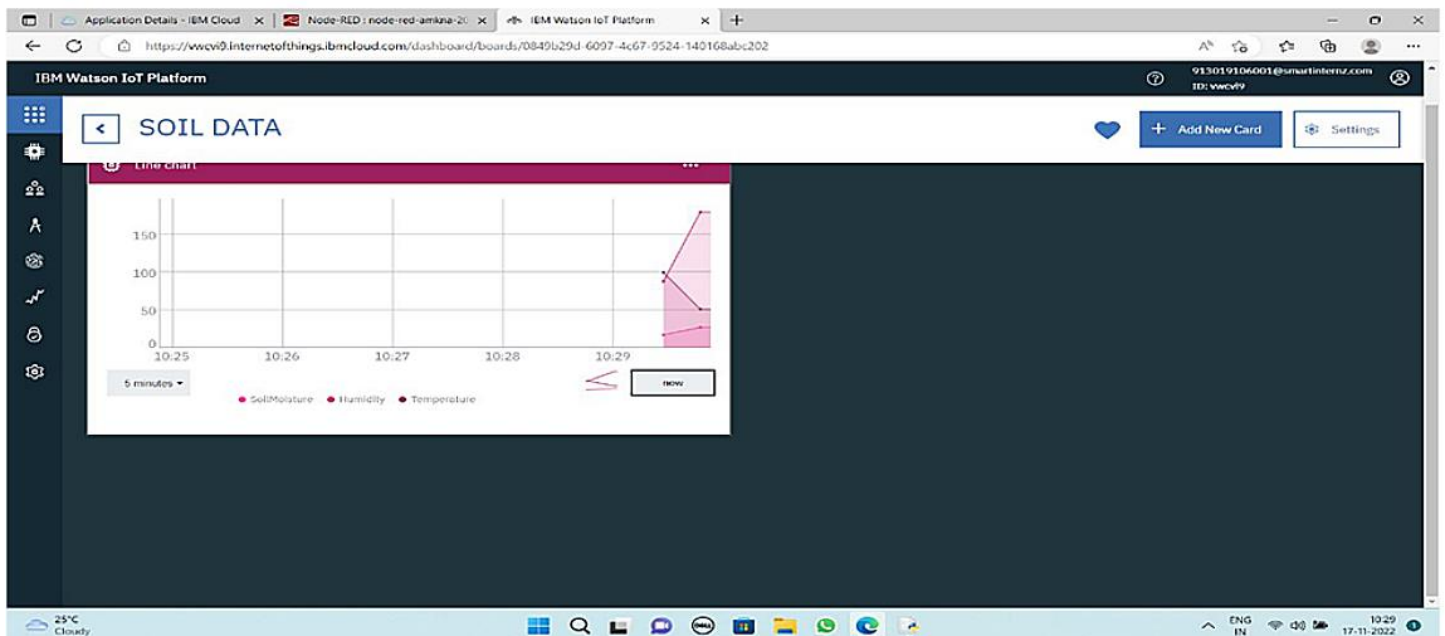 Application Details - IBM Cloud
Node-RED : node-red-amkna-20
IBM Watson IoT Platform
https://vwcvi9.internetofthings.ibmcloud.com/dashboard/boards/0849b29d-6097-4c67-9524-140168abc202
IBM Watson IoT Platform
913019106001@smartinternz.com
ID: vwcvi9
SOIL DATA
+ Add New Card
Settings
Line chart
150
100
50
0
10:25 10:26 10:27 10:28 10:29
5 minutes
now
SoilMoisture Humidity Temperature
25°C
Cloudy
DELL
ENG
IN
10:29
17-11-2022
1